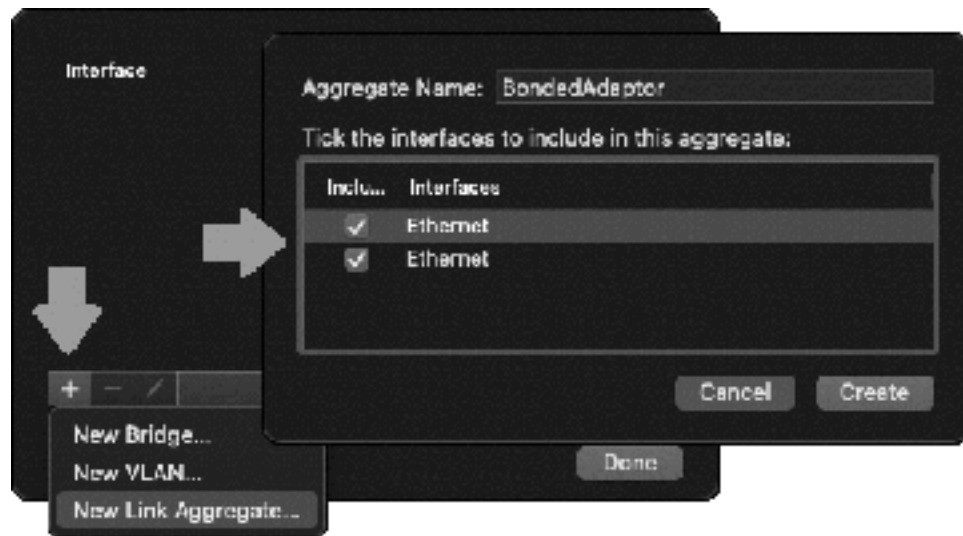 Interface
Aggregate Name: BondedAdaptor
Tick the interfaces to include in this aggregate:
Inclu... Interfaces
Ethernet
Ethernet
Cancel Create
+ − /
New Bridge...
New VLAN...
New Link Aggregate...
Done